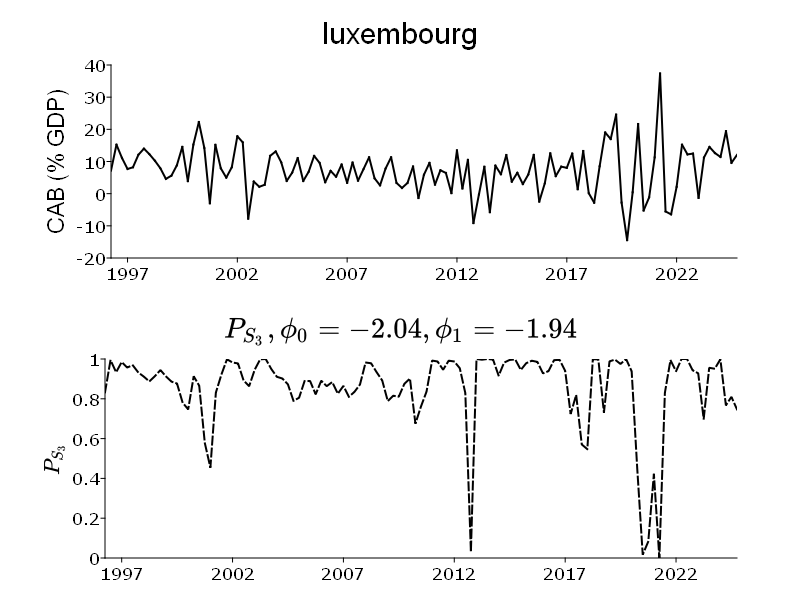 luxembourg
CAB (% GDP)
40
30
20
10
0
-10
-20
1997 2002 2007 2012 2017 2022
$P_{S_3}, \phi_0 = -2.04, \phi_1 = -1.94$
$P_{S_3}$
1
0.8
0.6
0.4
0.2
0
1997 2002 2007 2012 2017 2022